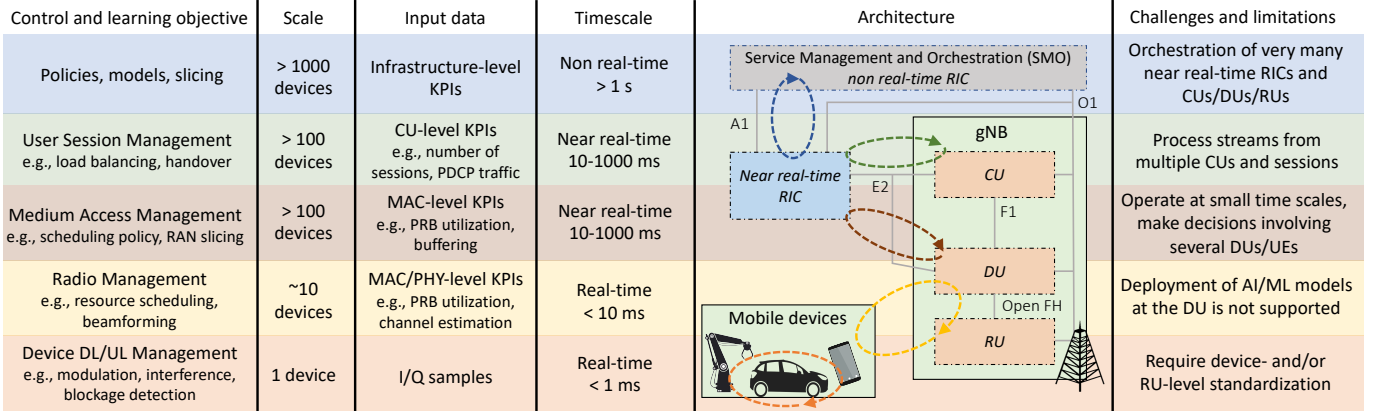 Control and learning objective
Scale
Input data
Timescale
Architecture
Challenges and limitations
Policies, models, slicing
> 1000
devices
Infrastructure-level
KPIs
Non real-time
> 1 s
Service Management and Orchestration (SMO)
non real-time RIC
Orchestration of very many
near real-time RICs and
CUs/DUs/RUs
A1
O1
User Session Management
e.g., load balancing, handover
> 100
devices
CU-level KPIs
e.g., number of
sessions, PDCP traffic
Near real-time
10-1000 ms
gNB
Near real-time
RIC
CU
E2
F1
Process streams from
multiple CUs and sessions
Medium Access Management
e.g., scheduling policy, RAN slicing
> 100
devices
MAC-level KPIs
e.g., PRB utilization,
buffering
Near real-time
10-1000 ms
Operate at small time scales,
make decisions involving
several DUs/UEs
Radio Management
e.g., resource scheduling,
beamforming
~10
devices
MAC/PHY-level KPIs
e.g., PRB utilization,
channel estimation
Real-time
< 10 ms
DU
Open FH
Mobile devices
RU
Deployment of AI/ML models
at the DU is not supported
Device DL/UL Management
e.g., modulation, interference,
blockage detection
1 device
I/Q samples
Real-time
< 1 ms
Require device- and/or
RU-level standardization